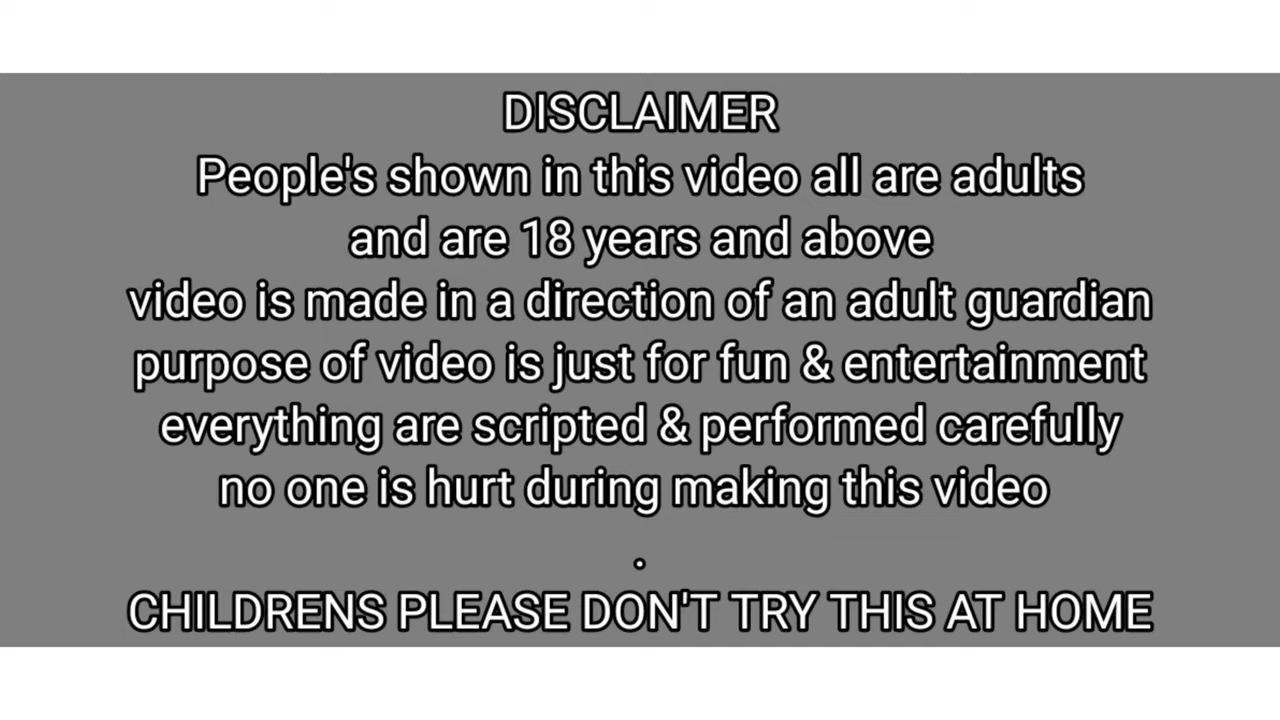 DISCLAIMER
People's shown in this video all are adults
and are 18 years and above
video is made in a direction of an adult guardian
purpose of video is just for fun & entertainment
everything are scripted & performed carefully
no one is hurt during making this video
.
CHILDRENS PLEASE DON'T TRY THIS AT HOME